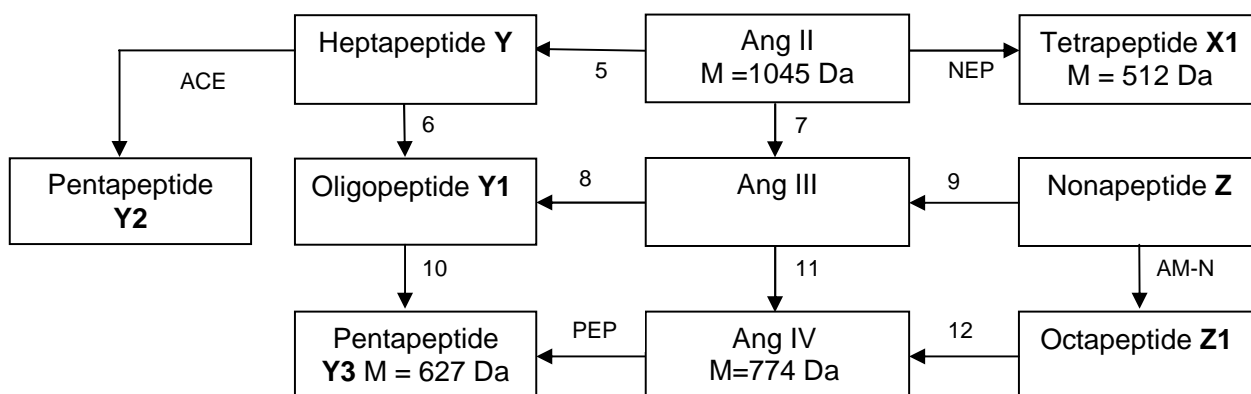 Heptapeptide Y
Ang II
M =1045 Da
Tetrapeptide X1
M = 512 Da
ACE
5
NEP
6
7
Pentapeptide
Y2
Oligopeptide Y1
8
Ang III
9
Nonapeptide Z
10
11
AM-N
Pentapeptide
Y3 M = 627 Da
PEP
Ang IV
M=774 Da
12
Octapeptide Z1